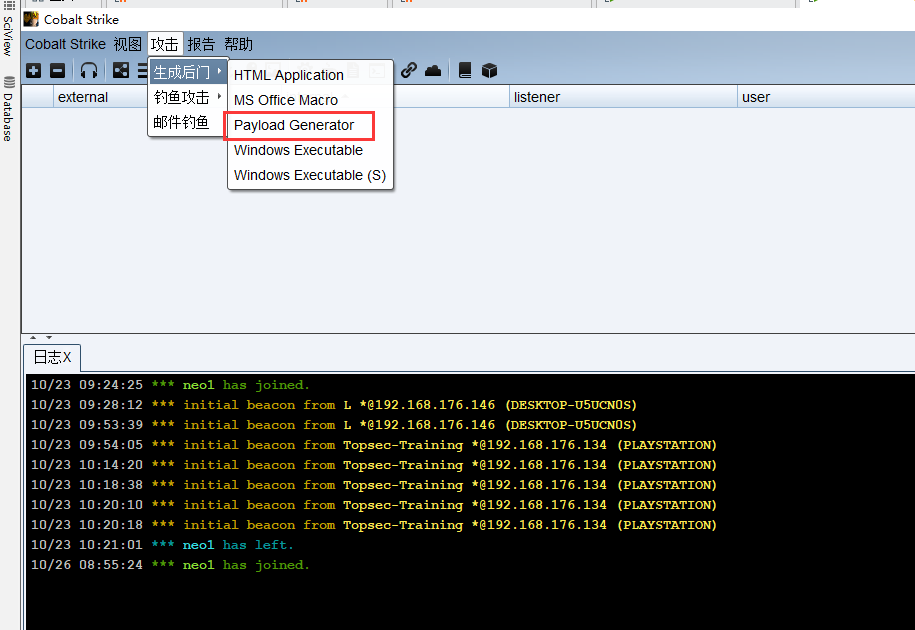 SciView
Database
Cobalt Strike
Cobalt Strike 视图 攻击 报告 帮助
生成后门
钓鱼攻击
邮件钓鱼
HTML Application
MS Office Macro
Payload Generator
Windows Executable
Windows Executable (S)
external listener user
日志X
10/23 09:24:25 *** neo1 has joined.
10/23 09:28:12 *** initial beacon from L *@192.168.176.146 (DESKTOP-U5UCN0S)
10/23 09:53:39 *** initial beacon from L *@192.168.176.146 (DESKTOP-U5UCN0S)
10/23 09:54:05 *** initial beacon from Topsec-Training *@192.168.176.134 (PLAYSTATION)
10/23 10:14:20 *** initial beacon from Topsec-Training *@192.168.176.134 (PLAYSTATION)
10/23 10:18:38 *** initial beacon from Topsec-Training *@192.168.176.134 (PLAYSTATION)
10/23 10:20:10 *** initial beacon from Topsec-Training *@192.168.176.134 (PLAYSTATION)
10/23 10:20:18 *** initial beacon from Topsec-Training *@192.168.176.134 (PLAYSTATION)
10/23 10:21:01 *** neo1 has left.
10/26 08:55:24 *** neo1 has joined.